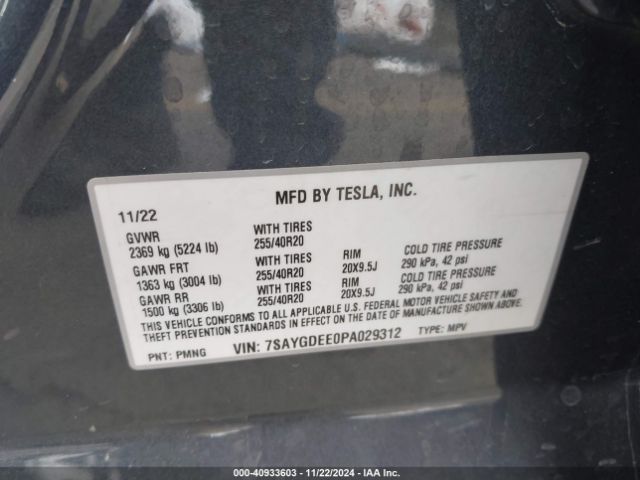 MFD BY TESLA, INC.
11/22
GVWR WITH TIRES
2369 kg (5224 lb) 255/40R20
GAWR FRT WITH TIRES RIM COLD TIRE PRESSURE
1363 kg (3004 lb) 255/40R20 20X9.5J 290 kPa, 42 psi
GAWR RR WITH TIRES RIM COLD TIRE PRESSURE
1500 kg (3306 lb) 255/40R20 20X9.5J 290 kPa, 42 psi
THIS VEHICLE CONFORMS TO ALL APPLICABLE U.S. FEDERAL MOTOR VEHICLE SAFETY AND
THEFT PREVENTION STANDARDS IN EFFECT ON THE DATE OF MANUFACTURE SHOWN ABOVE.
PNT: PMNG VIN: 7SAYGDEE0PA029312 TYPE: MPV
000-40933603 - 11/22/2024 - IAA Inc.